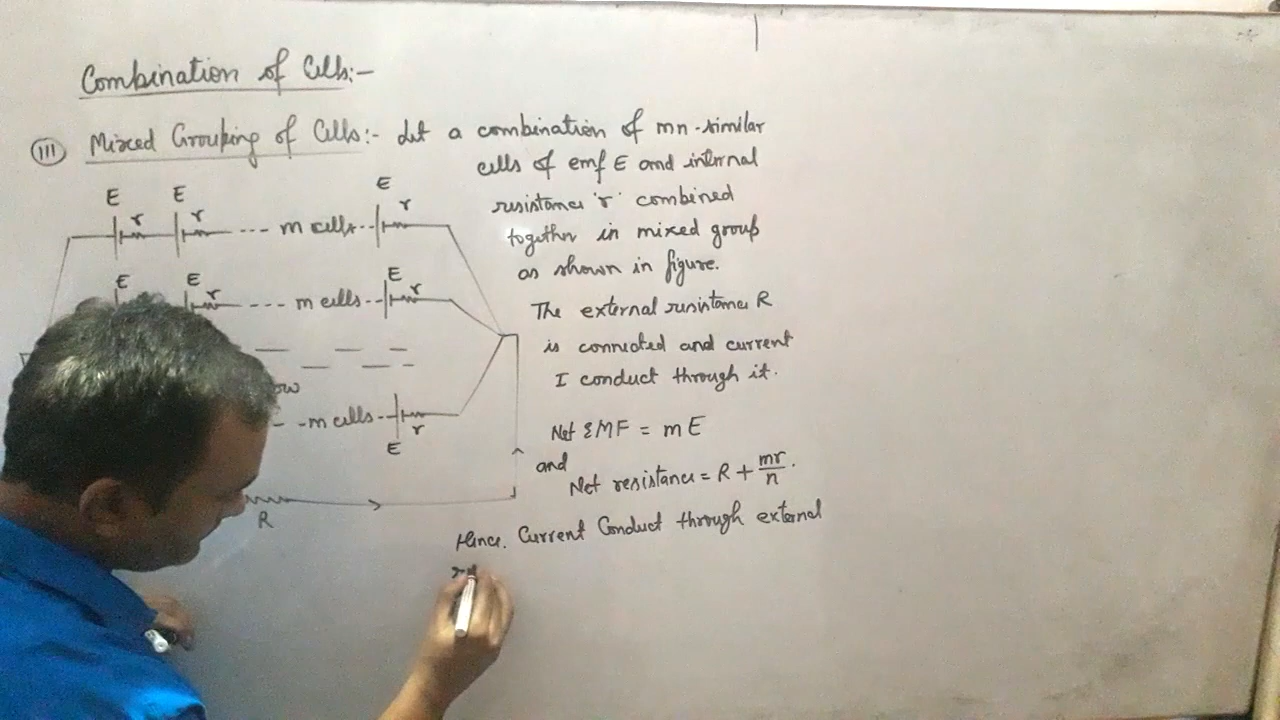 Combination of Cells:-
(III) Mixed Grouping of Cells:- Let a combination of mn-similar
cells of emf E and internal
resistance 'r' combined
together in mixed group
as shown in figure.
The external resistance R
is connected and current
I conduct through it.
Net EMF = mE
and
Net resistance = R + mr/n.
Hence. Current Conduct through external
E E E
r r --- m cells -- r
E E E
r --- m cells -- r
ow
- m cells -- r
E
R